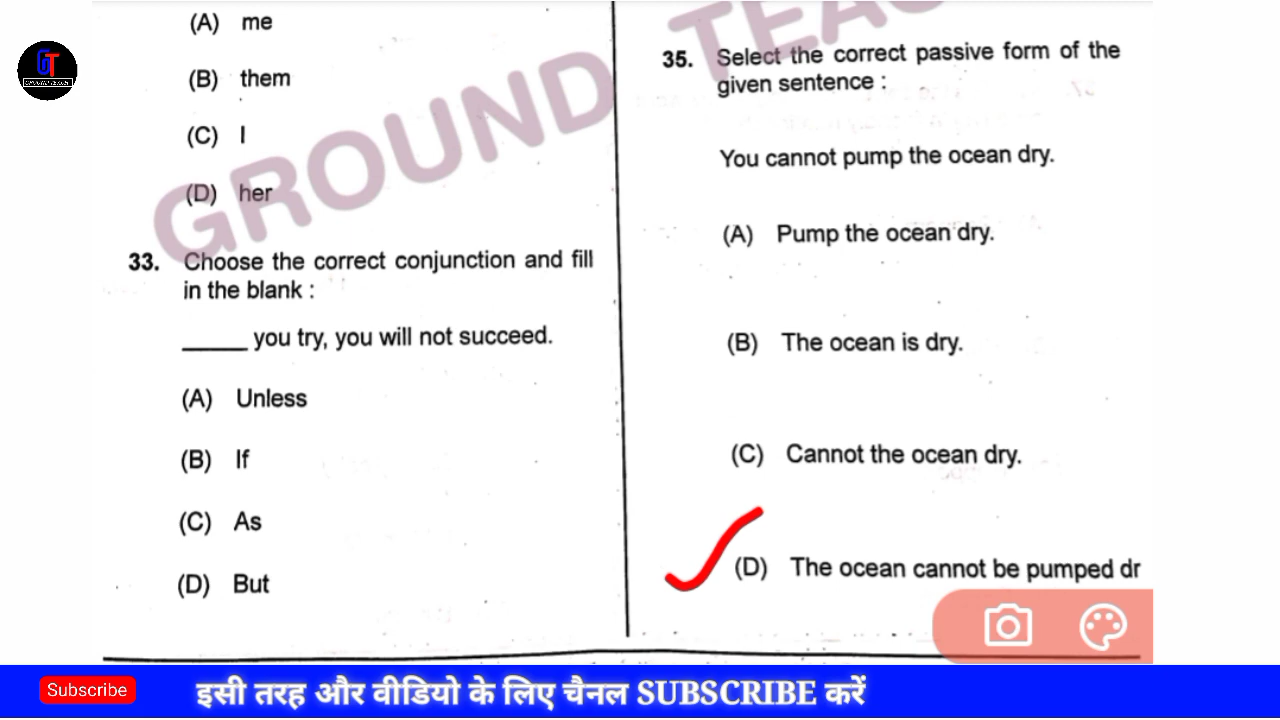 (A) me
(B) them
(C) I
(D) her
33. Choose the correct conjunction and fill
in the blank :
_____ you try, you will not succeed.
(A) Unless
(B) If
(C) As
(D) But
35. Select the correct passive form of the
given sentence :
You cannot pump the ocean dry.
(A) Pump the ocean dry.
(B) The ocean is dry.
(C) Cannot the ocean dry.
(D) The ocean cannot be pumped dr
GROUND TEAC
GT
Subscribe
इसी तरह और वीडियो के लिए चैनल SUBSCRIBE करें